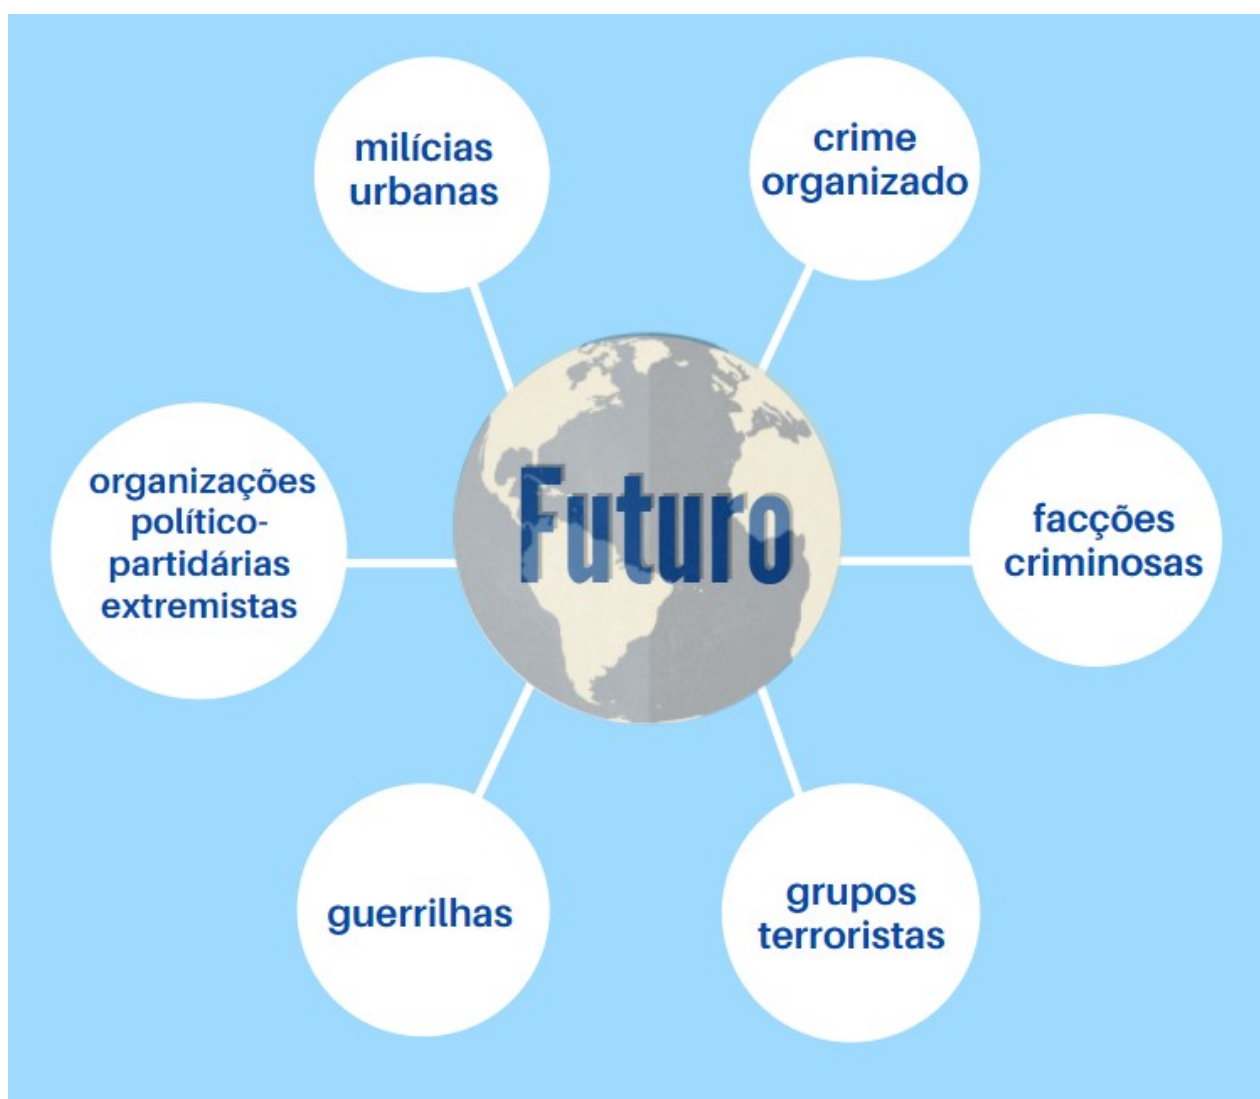 milícias
urbanas
crime
organizado
organizações
político-
partidárias
extremistas
Futuro
facções
criminosas
guerrilhas
grupos
terroristas